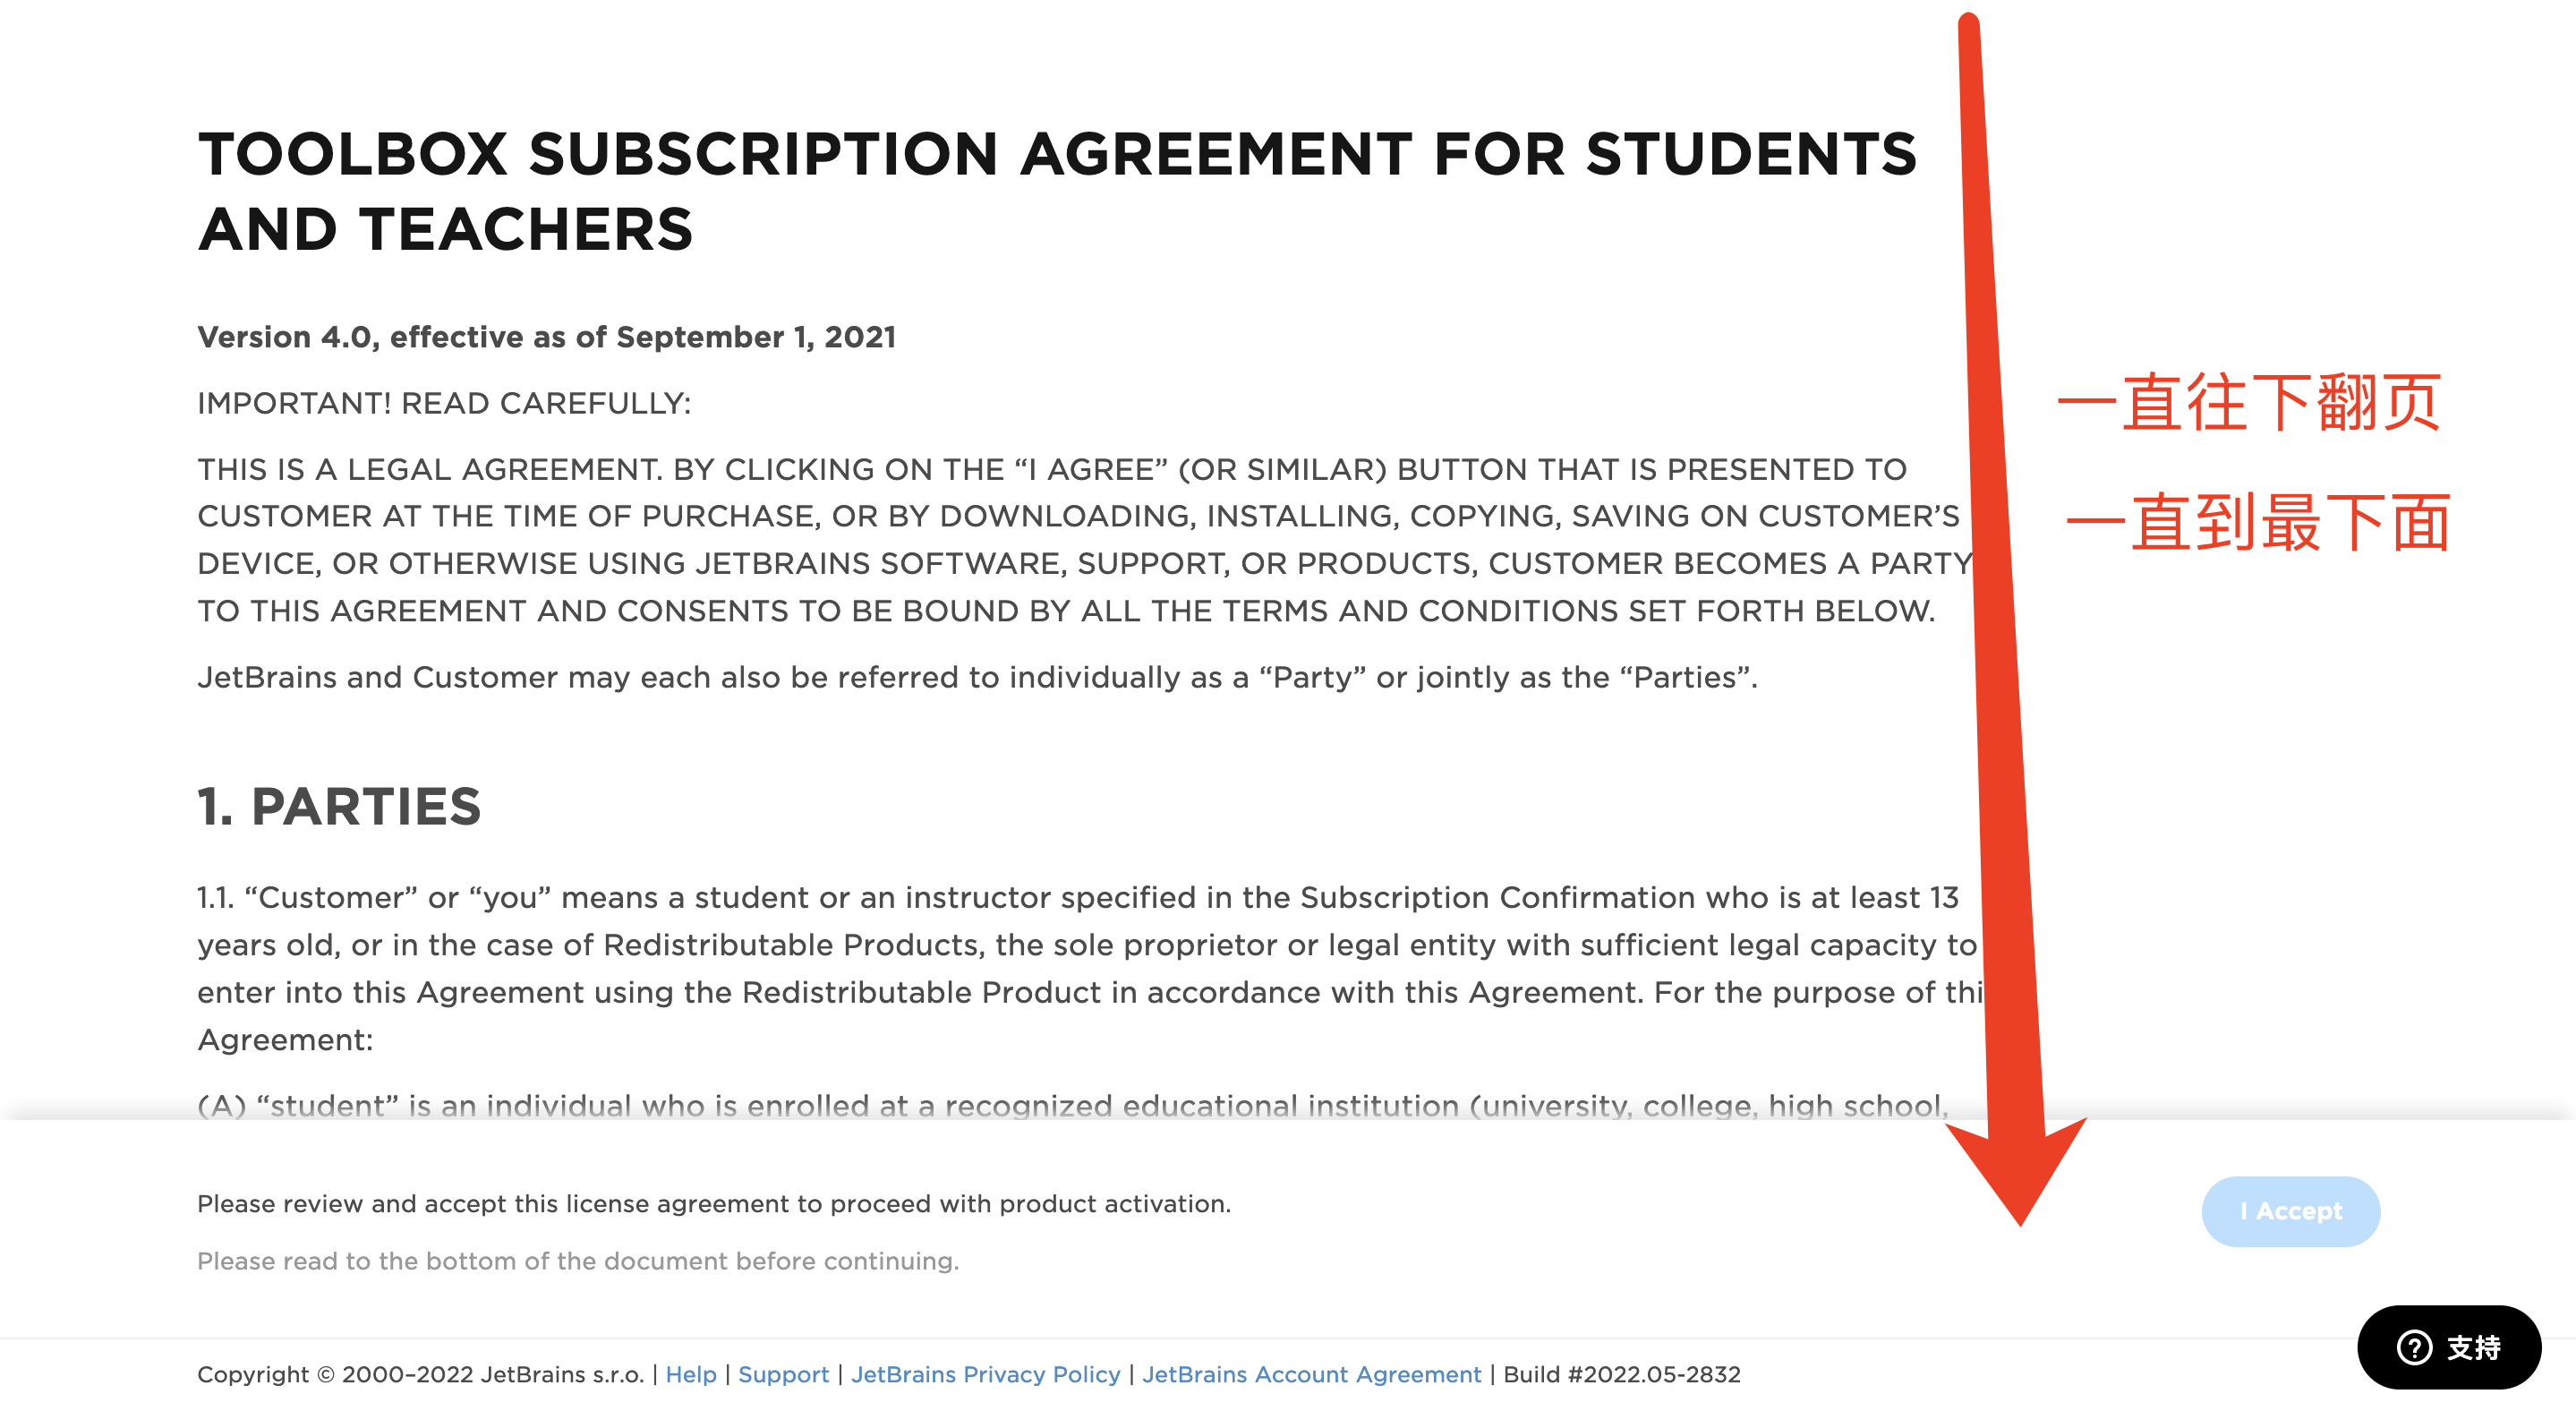 TOOLBOX SUBSCRIPTION AGREEMENT FOR STUDENTS
AND TEACHERS
Version 4.0, effective as of September 1, 2021
IMPORTANT! READ CAREFULLY:
THIS IS A LEGAL AGREEMENT. BY CLICKING ON THE “I AGREE” (OR SIMILAR) BUTTON THAT IS PRESENTED TO
CUSTOMER AT THE TIME OF PURCHASE, OR BY DOWNLOADING, INSTALLING, COPYING, SAVING ON CUSTOMER’S
DEVICE, OR OTHERWISE USING JETBRAINS SOFTWARE, SUPPORT, OR PRODUCTS, CUSTOMER BECOMES A PARTY
TO THIS AGREEMENT AND CONSENTS TO BE BOUND BY ALL THE TERMS AND CONDITIONS SET FORTH BELOW.
JetBrains and Customer may each also be referred to individually as a “Party” or jointly as the “Parties”.
一直往下翻页
一直到最下面
1. PARTIES
1.1. “Customer” or “you” means a student or an instructor specified in the Subscription Confirmation who is at least 13
years old, or in the case of Redistributable Products, the sole proprietor or legal entity with sufficient legal capacity to
enter into this Agreement using the Redistributable Product in accordance with this Agreement. For the purpose of thi
Agreement:
(A) “student” is an individual who is enrolled at a recognized educational institution (university, college, high school,
Please review and accept this license agreement to proceed with product activation.
Please read to the bottom of the document before continuing.
I Accept
支持
Copyright © 2000–2022 JetBrains s.r.o. | Help | Support | JetBrains Privacy Policy | JetBrains Account Agreement | Build #2022.05-2832